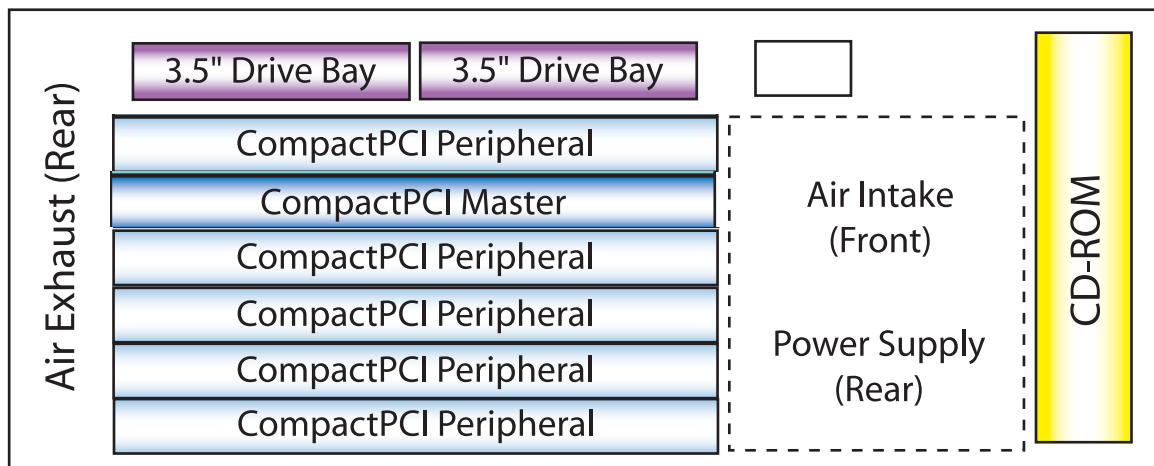 Air Exhaust (Rear)
3.5" Drive Bay
3.5" Drive Bay
CompactPCI Peripheral
CompactPCI Master
CompactPCI Peripheral
CompactPCI Peripheral
CompactPCI Peripheral
CompactPCI Peripheral
Air Intake
(Front)
Power Supply
(Rear)
CD-ROM